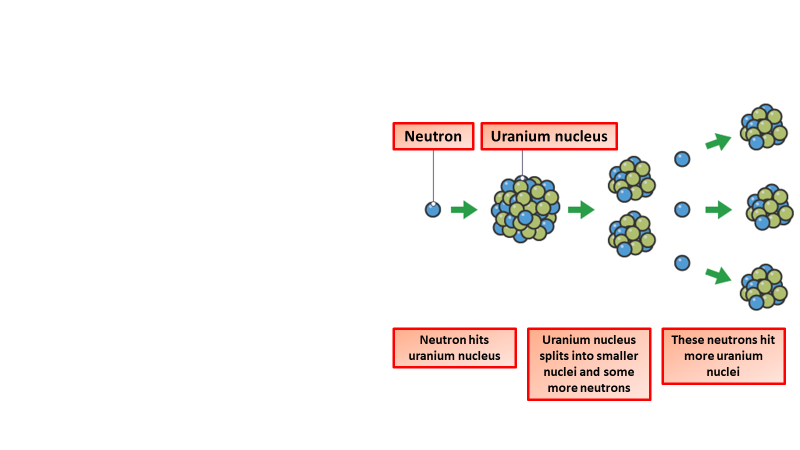 Neutron
Uranium nucleus
Neutron hits
uranium nucleus
Uranium nucleus
splits into smaller
nuclei and some
more neutrons
These neutrons hit
more uranium
nuclei